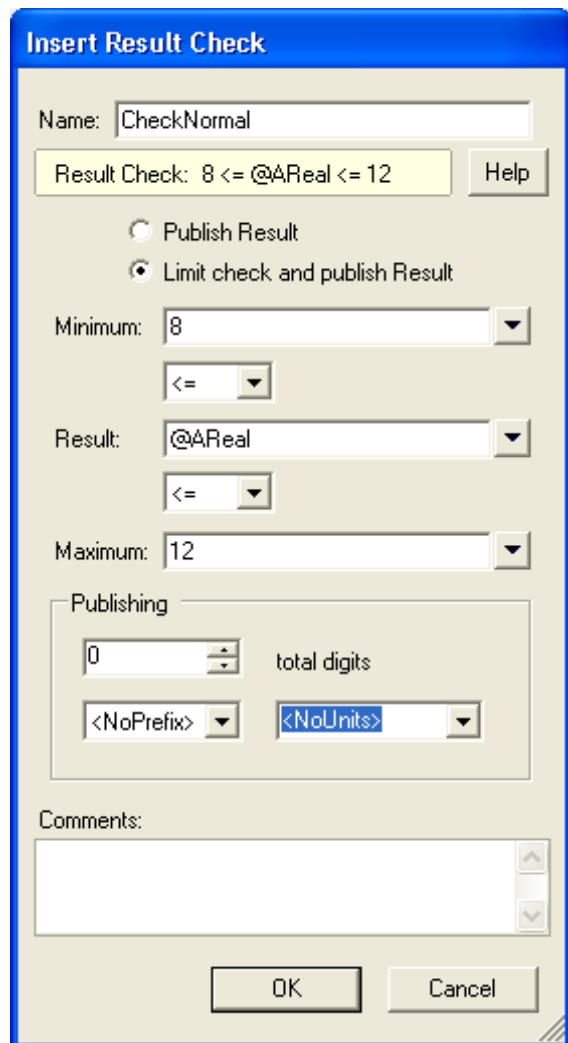 Insert Result Check
Name: CheckNormal
Result Check: 8 <= @AReal <= 12 Help
Publish Result
Limit check and publish Result
Minimum: 8
<=
Result: @AReal
<=
Maximum: 12
Publishing
0 total digits
<NoPrefix> <NoUnits>
Comments:
OK Cancel